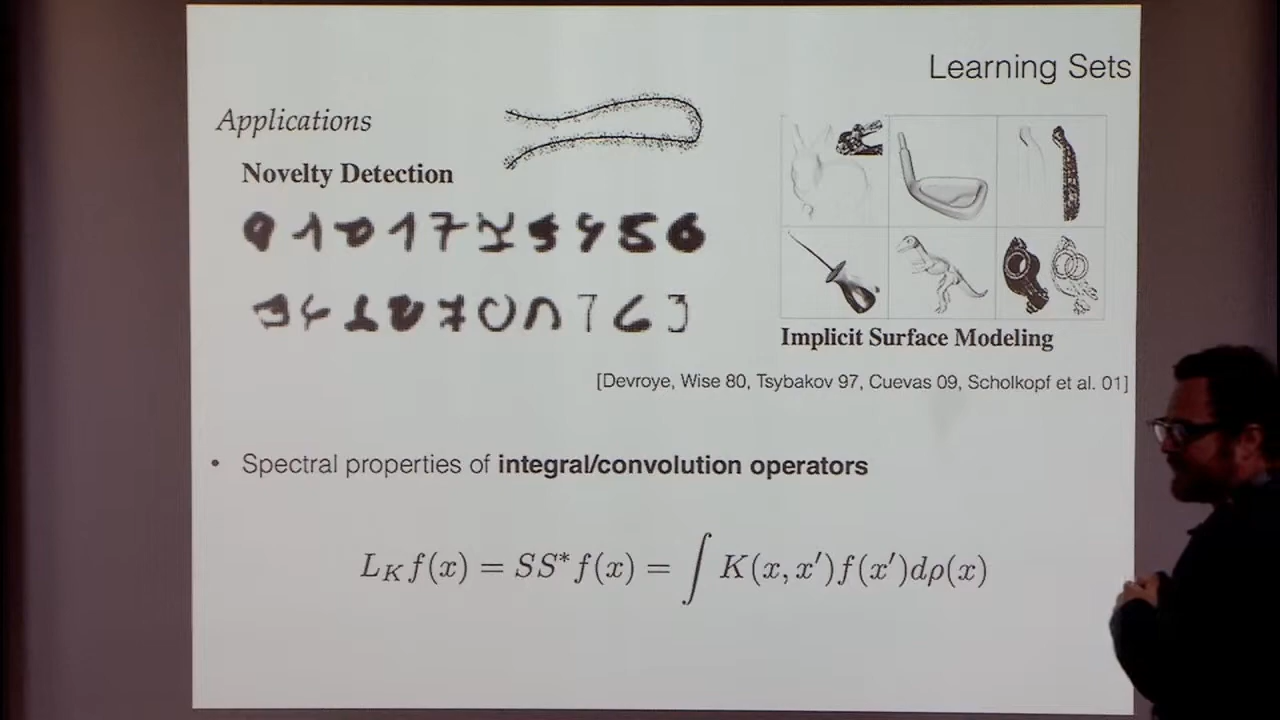 Learning Sets
Applications
Novelty Detection
Implicit Surface Modeling
[Devroye, Wise 80, Tsybakov 97, Cuevas 09, Scholkopf et al. 01]
• Spectral properties of integral/convolution operators
L_K f(x) = SS* f(x) = ∫ K(x, x′)f(x′)dρ(x)